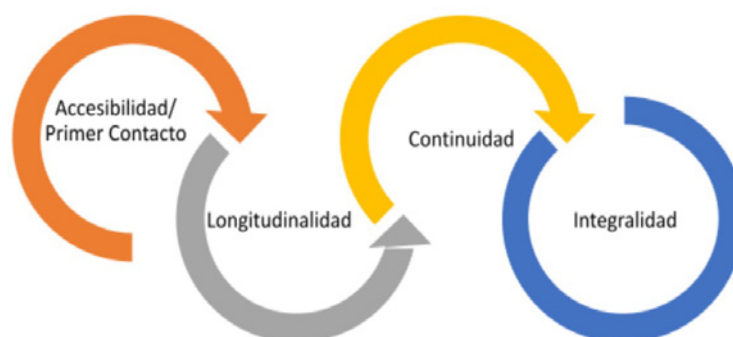 Accesibilidad/
Primer Contacto
Longitudinalidad
Continuidad
Integralidad